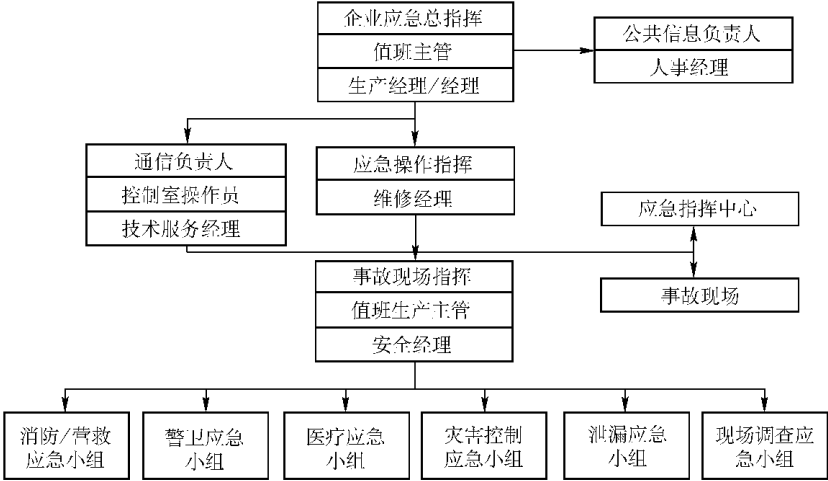 企业应急总指挥
值班主管
生产经理/经理
公共信息负责人
人事经理
通信负责人
控制室操作员
技术服务经理
应急操作指挥
维修经理
应急指挥中心
事故现场
事故现场指挥
值班生产主管
安全经理
消防/营救
应急小组
警卫应急
小组
医疗应急
小组
灾害控制
应急小组
泄漏应急
小组
现场调查应
急小组